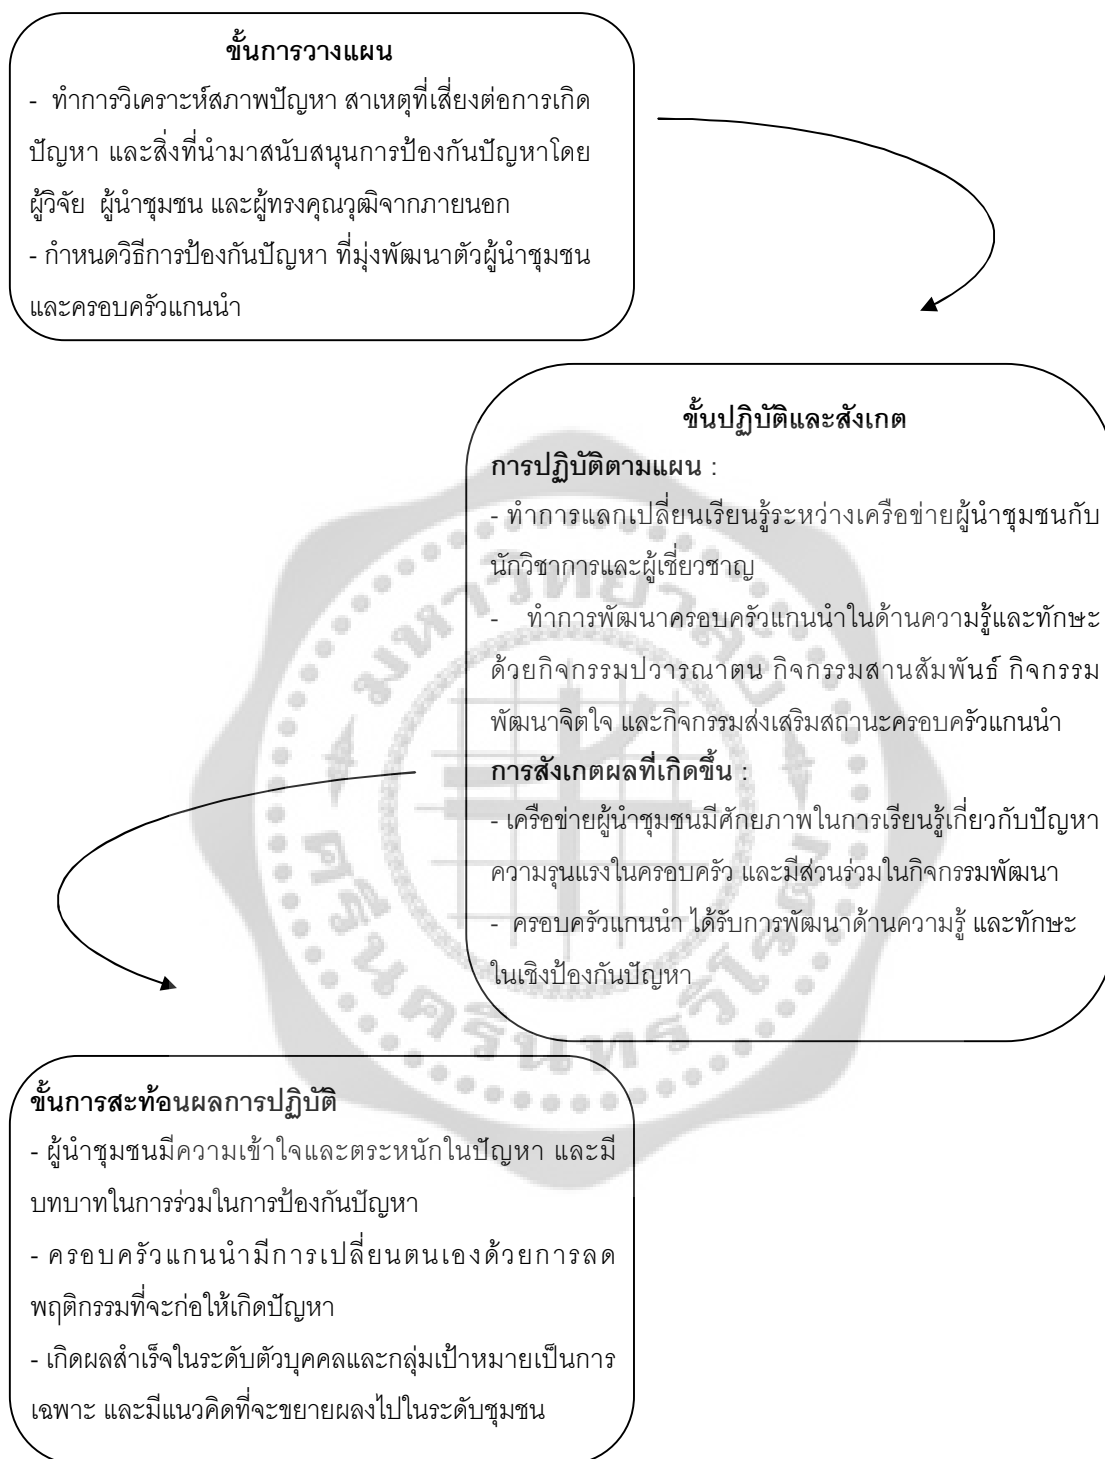 ขั้นการวางแผน
- ทำการวิเคราะห์สภาพปัญหา สาเหตุที่เสี่ยงต่อการเกิด
ปัญหา และสิ่งที่นำมาสนับสนุนการป้องกันปัญหาโดย
ผู้วิจัย ผู้นำชุมชน และผู้ทรงคุณวุฒิจากภายนอก
- กำหนดวิธีการป้องกันปัญหา ที่มุ่งพัฒนาตัวผู้นำชุมชน
และครอบครัวแกนนำ
ขั้นปฏิบัติและสังเกต
การปฏิบัติตามแผน :
- ทำการแลกเปลี่ยนเรียนรู้ระหว่างเครือข่ายผู้นำชุมชนกับ
นักวิชาการและผู้เชี่ยวชาญ
- ทำการพัฒนาครอบครัวแกนนำในด้านความรู้และทักษะ
ด้วยกิจกรรมปวารณาตน กิจกรรมสานสัมพันธ์ กิจกรรม
พัฒนาจิตใจ และกิจกรรมส่งเสริมสถานะครอบครัวแกนนำ
การสังเกตผลที่เกิดขึ้น :
- เครือข่ายผู้นำชุมชนมีศักยภาพในการเรียนรู้เกี่ยวกับปัญหา
ความรุนแรงในครอบครัว และมีส่วนร่วมในกิจกรรมพัฒนา
- ครอบครัวแกนนำ ได้รับการพัฒนาด้านความรู้ และทักษะ
ในเชิงป้องกันปัญหา
มหาวิทยาลัย
ศรีนครินทรวิโรฒ
ขั้นการสะท้อนผลการปฏิบัติ
- ผู้นำชุมชนมีความเข้าใจและตระหนักในปัญหา และมี
บทบาทในการร่วมในการป้องกันปัญหา
- ครอบครัวแกนนำมีการเปลี่ยนตนเองด้วยการลด
พฤติกรรมที่จะก่อให้เกิดปัญหา
- เกิดผลสำเร็จในระดับตัวบุคคลและกลุ่มเป้าหมายเป็นการ
เฉพาะ และมีแนวคิดที่จะขยายผลงไปในระดับชุมชน